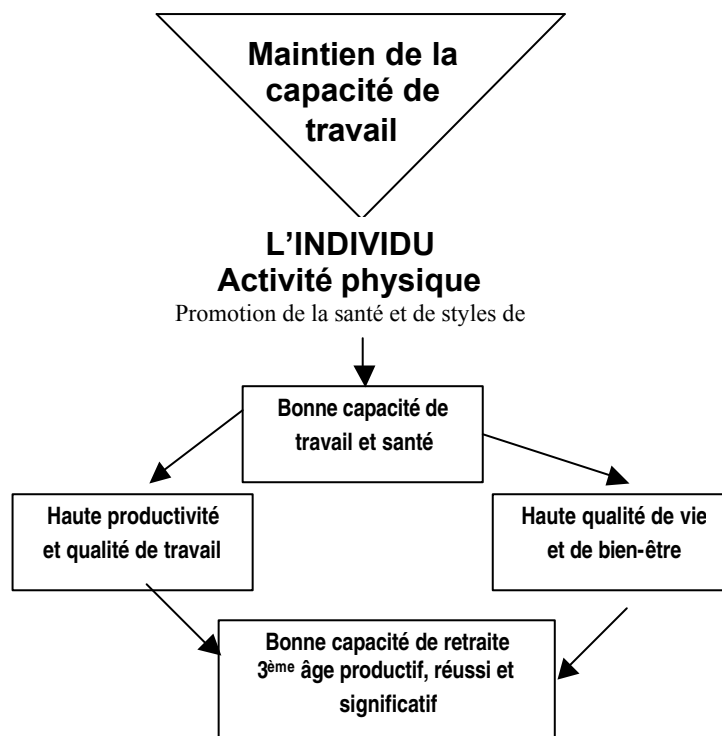 Maintien de la
capacité de
travail
L'INDIVIDU
Activité physique
Promotion de la santé et de styles de
Bonne capacité de
travail et santé
Haute productivité
et qualité de travail
Haute qualité de vie
et de bien-être
Bonne capacité de retraite
3ème âge productif, réussi et
significatif